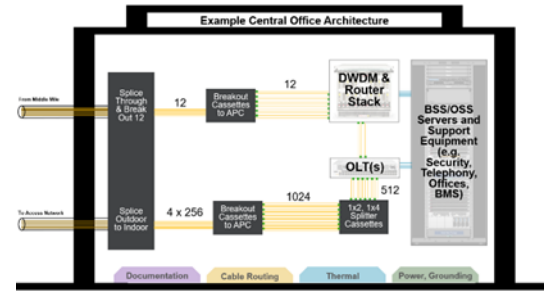 Example Central Office Architecture
From Middle Mile
Splice
Through
& Break
Out 12
12
Breakout
Cassettes
to APC
12
DWDM &
Router
Stack
BSS/OSS
Servers and
Support
Equipment
(e.g.
Security,
Telephony,
Offices,
BMS)
OLT(s)
To Access Network
Splice
Outdoor
to Indoor
4 x 256
Breakout
Cassettes
to APC
1024
512
1x2, 1x4
Splitter
Cassettes
Documentation
Cable Routing
Thermal
Power, Grounding